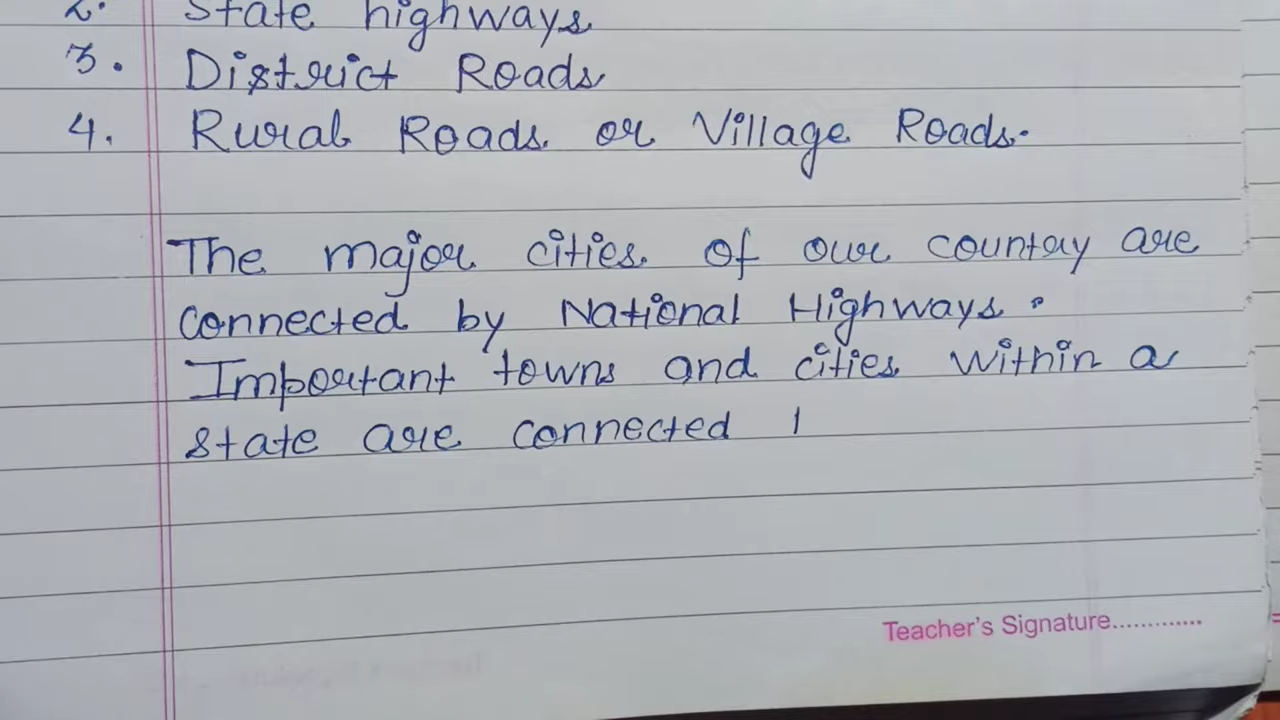 2. State highways
3. District Roads
4. Rural Roads or Village Roads.
The major cities of our country are
connected by National Highways.
Important towns and cities within a
state are connected
Teacher's Signature.............